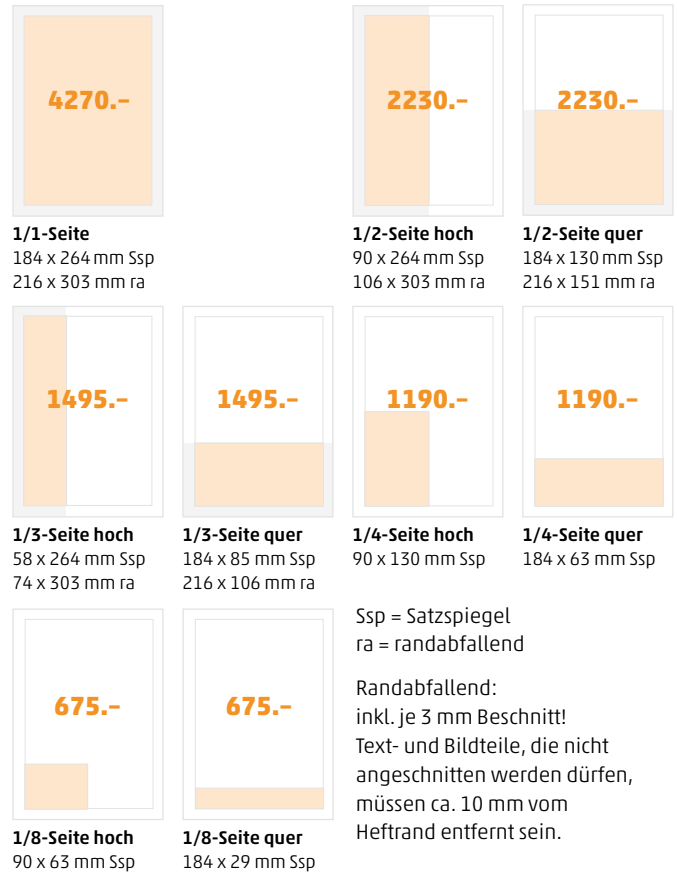 4270.–
1/1-Seite
184 x 264 mm Ssp
216 x 303 mm ra
2230.–
1/2-Seite hoch
90 x 264 mm Ssp
106 x 303 mm ra
2230.–
1/2-Seite quer
184 x 130 mm Ssp
216 x 151 mm ra
1495.–
1/3-Seite hoch
58 x 264 mm Ssp
74 x 303 mm ra
1495.–
1/3-Seite quer
184 x 85 mm Ssp
216 x 106 mm ra
1190.–
1/4-Seite hoch
90 x 130 mm Ssp
1190.–
1/4-Seite quer
184 x 63 mm Ssp
675.–
1/8-Seite hoch
90 x 63 mm Ssp
675.–
1/8-Seite quer
184 x 29 mm Ssp
Ssp = Satzspiegel
ra = randabfallend
Randabfallend:
inkl. je 3 mm Beschnitt!
Text- und Bildteile, die nicht
angeschnitten werden dürfen,
müssen ca. 10 mm vom
Heftrand entfernt sein.